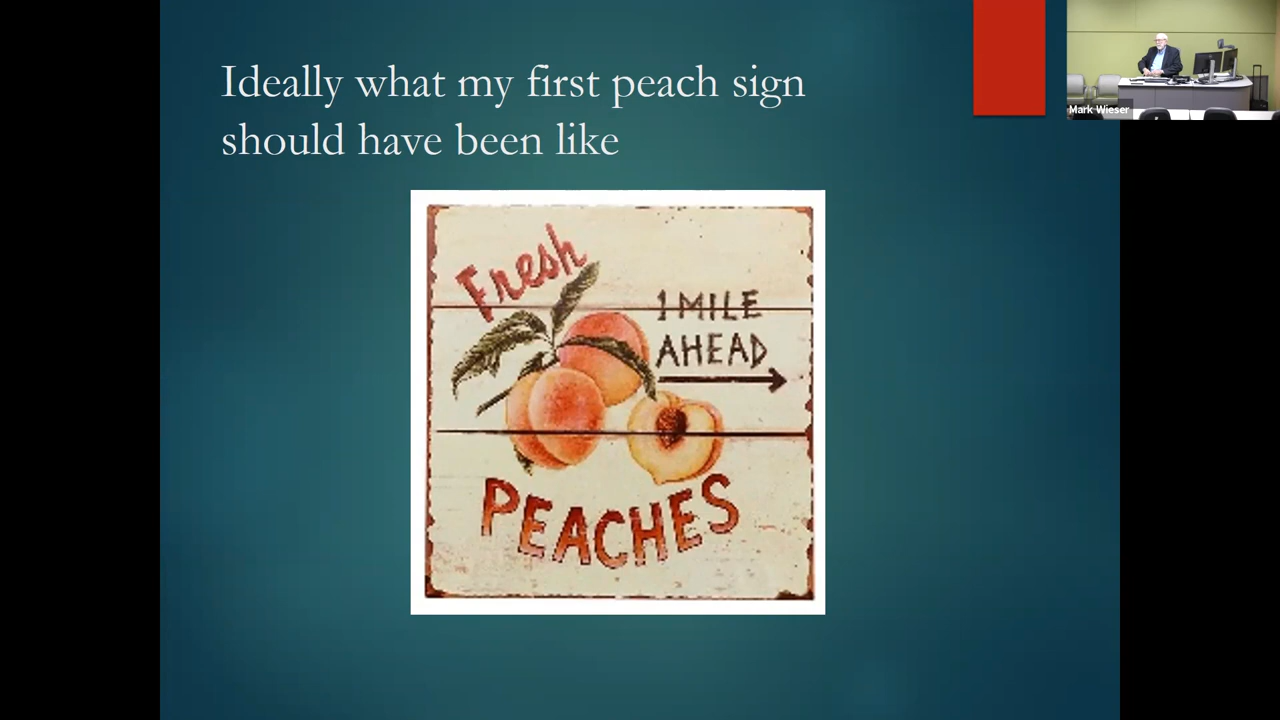 Ideally what my first peach sign
should have been like
Mark Wieser
Fresh
1 MILE
AHEAD
PEACHES